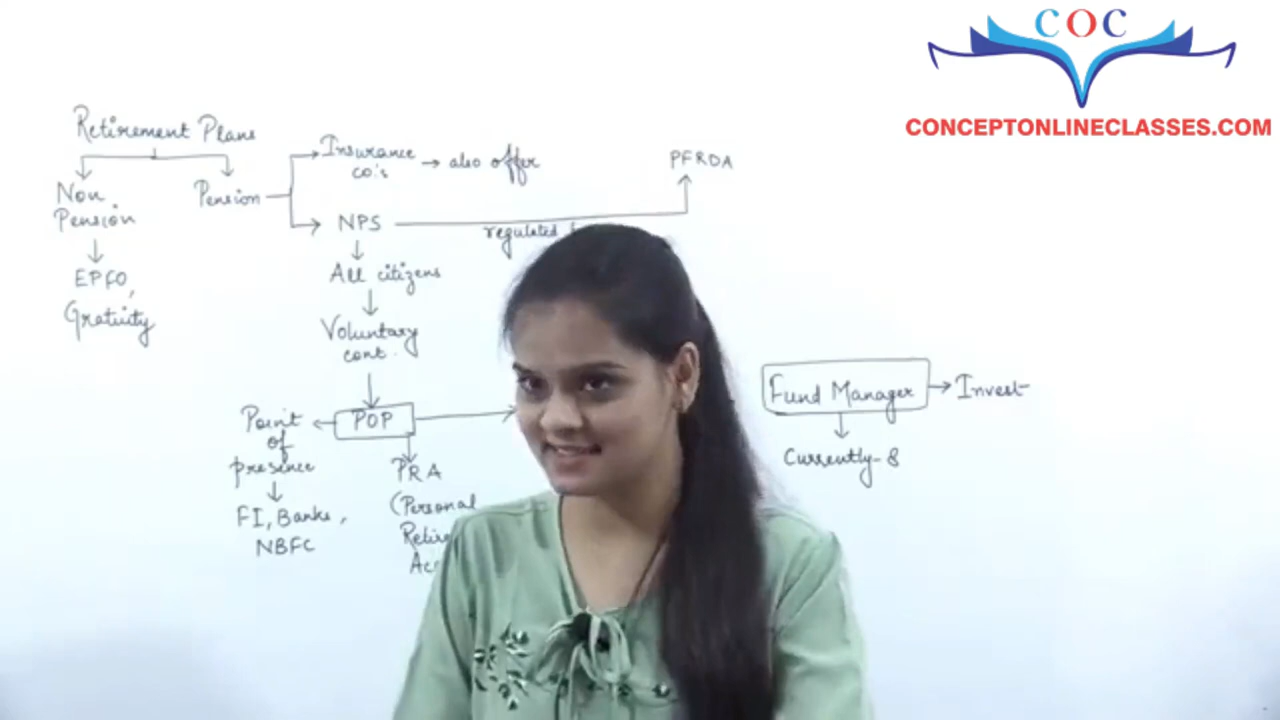 COC
CONCEPTONLINECLASSES.COM
Retirement Plans
Non
Pension
EPFO,
Gratuity
Pension
Insurance
co's
also offer
NPS
regulated
PFRDA
All citizens
Voluntary
cont.
POP
Point
of
presence
FI, Banks,
NBFC
PRA
(Personal
Fund Manager
Invest
Currently - 8